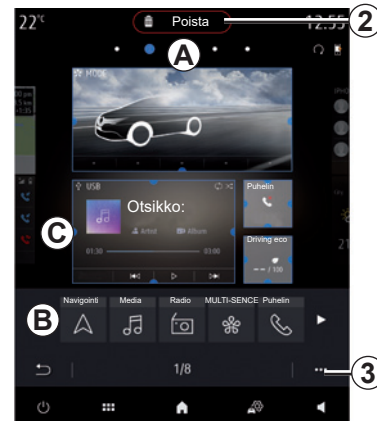 22°C
Poista
12:55
2
A
MODE
USB
Otsikko:
Artist
Album
01:30
03:00
Puhelin
Driving eco
-- / 100
C
B
Navigointi
Media
Radio
MULTI-SENCE
Puhelin
1/8
3